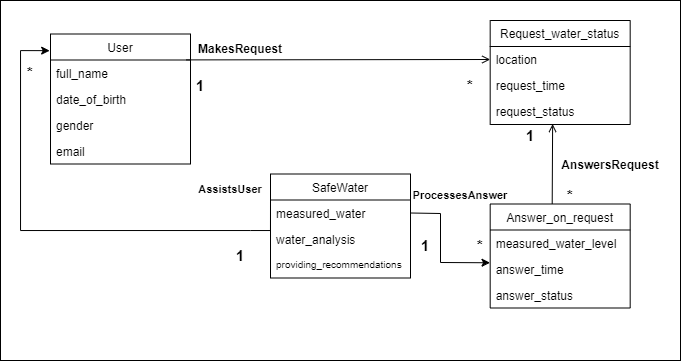 User
full_name
date_of_birth
gender
email
*
MakesRequest
1
*
Request_water_status
location
request_time
request_status
1
AnswersRequest
*
AssistsUser
1
SafeWater
measured_water
water_analysis
providing_recommendations
ProcessesAnswer
1
*
Answer_on_request
measured_water_level
answer_time
answer_status